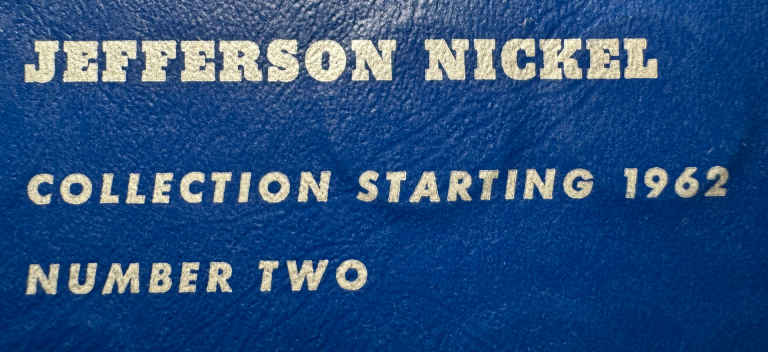 JEFFERSON NICKEL
COLLECTION STARTING 1962
NUMBER TWO